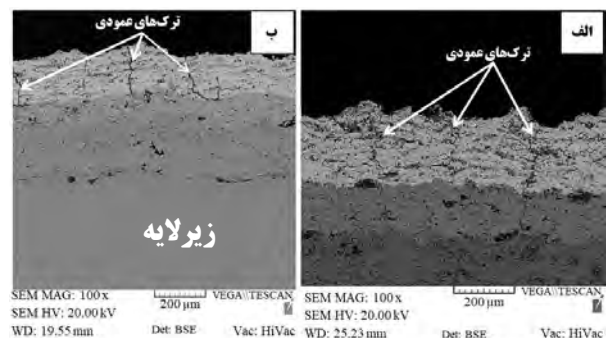 الف
ترک‌های عمودی
SEM MAG: 100x
200 µm
VEGA\\TESCAN
SEM HV: 20.00 kV
WD: 25.23 mm
Det: BSE
Vac: HiVac
ب
ترک‌های عمودی
زیرلایه
SEM MAG: 100x
200 µm
VEGA\\TESCAN
SEM HV: 20.00 kV
WD: 19.55 mm
Det: BSE
Vac: HiVac